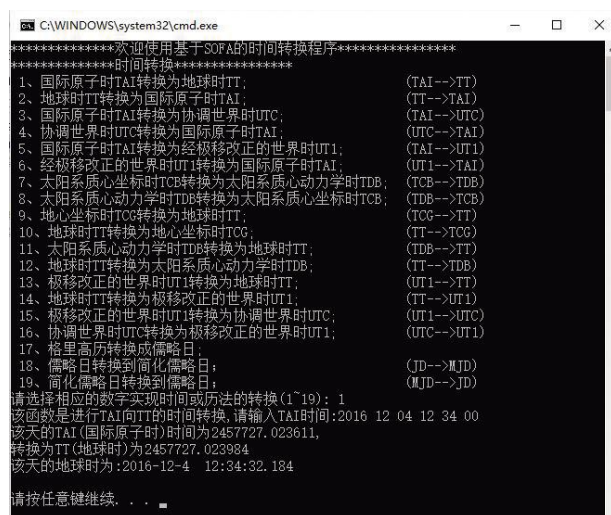 C:\WINDOWS\system32\cmd.exe
**************欢迎使用基于SOFA的时间转换程序****************
**************时间转换****************
1、国际原子时TAI转换为地球时TT; (TAI-->TT)
2、地球时TT转换为国际原子时TAI; (TT-->TAI)
3、国际原子时TAI转换为协调世界时UTC; (TAI-->UTC)
4、协调世界时UTC转换为国际原子时TAI; (UTC-->TAI)
5、国际原子时TAI转换为经极移改正的世界时UT1; (TAI-->UT1)
6、经极移改正的世界时UT1转换为国际原子时TAI; (UT1-->TAI)
7、太阳系质心坐标时TCB转换为太阳系质心动力学时TDB; (TCB-->TDB)
8、太阳系质心动力学时TDB转换为太阳系质心坐标时TCB; (TDB-->TCB)
9、地心坐标时TCG转换为地球时TT; (TCG-->TT)
10、地球时TT转换为地心坐标时TCG; (TT-->TCG)
11、太阳系质心动力学时TDB转换为地球时TT; (TDB-->TT)
12、地球时TT转换为太阳系质心动力学时TDB; (TT-->TDB)
13、极移改正的世界时UT1转换为地球时TT; (UT1-->TT)
14、地球时TT转换为极移改正的世界时UT1; (TT-->UT1)
15、极移改正的世界时UT1转换为协调世界时UTC; (UT1-->UTC)
16、协调世界时UTC转换为极移改正的世界时UT1; (UTC-->UT1)
17、格里高历转换成儒略日;
18、儒略日转换到简化儒略日; (JD-->MJD)
19、简化儒略日转换到儒略日; (MJD-->JD)
请选择相应的数字实现时间或历法的转换(1~19): 1
该函数是进行TAI向TT的时间转换,请输入TAI时间:2016 12 04 12 34 00
该天的TAI(国际原子时)时间为2457727.023611,
转换为TT(地球时)为2457727.023984
该天的地球时为:2016-12-4 12:34:32.184
请按任意键继续. . .